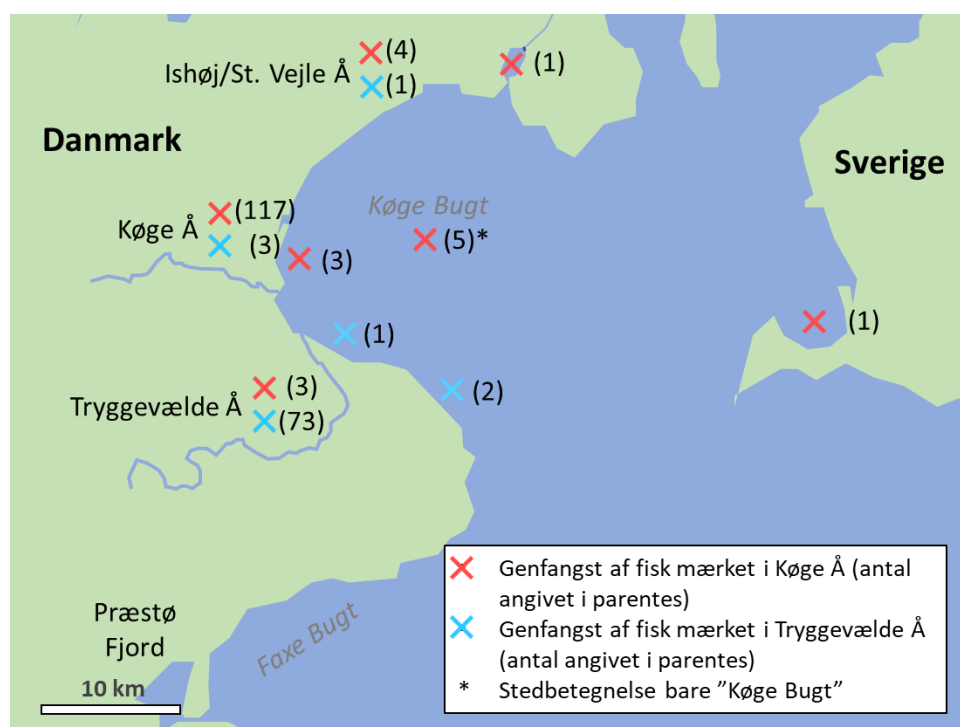 Ishøj/St. Vejle Å
(4)
(1)
(1)
Danmark
Sverige
Køge Å
(117)
(3)
(3)
Køge Bugt
(5)*
(1)
(1)
(2)
Tryggevælde Å
(3)
(73)
Præstø
Fjord
Faxe Bugt
10 km
Genfangst af fisk mærket i Køge Å (antal
angivet i parentes)
Genfangst af fisk mærket i Tryggevælde Å
(antal angivet i parentes)
* Stedbetegnelse bare ”Køge Bugt”